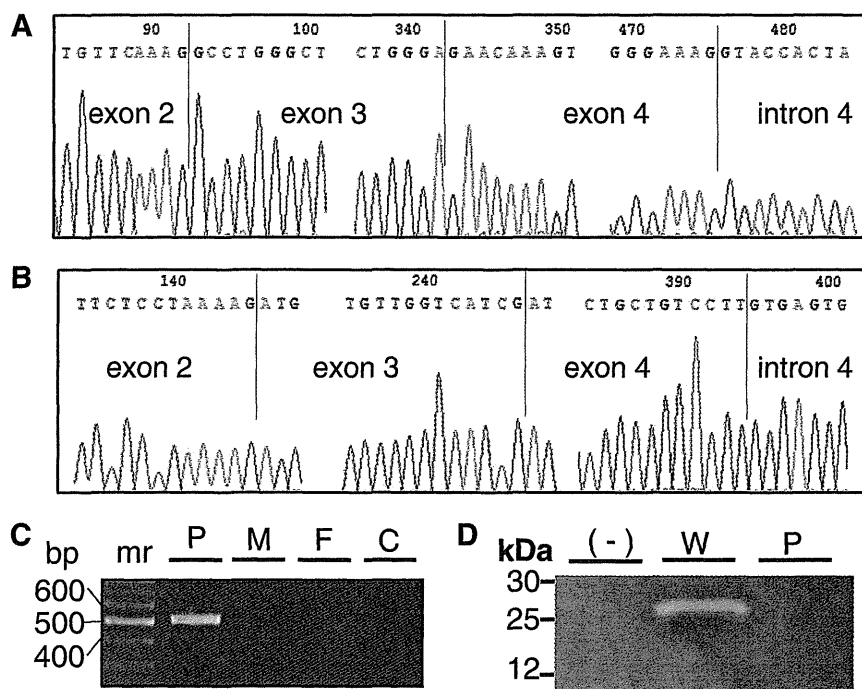 A
90 100 340 350 470 480
TGTTCAAAGGCCTGGGCT CTGGGAGAACAAAGT GGGAAAGGTACCACTA
exon 2 exon 3 exon 4 intron 4
B
140 240 390 400
TTCTCCTAAAAGATG TGTTGGTCATCGAT CTGCTGTCCTTGTGAGTG
exon 2 exon 3 exon 4 intron 4
C bp mr P M F C
600
500
400
D kDa (-) W P
30
25
12